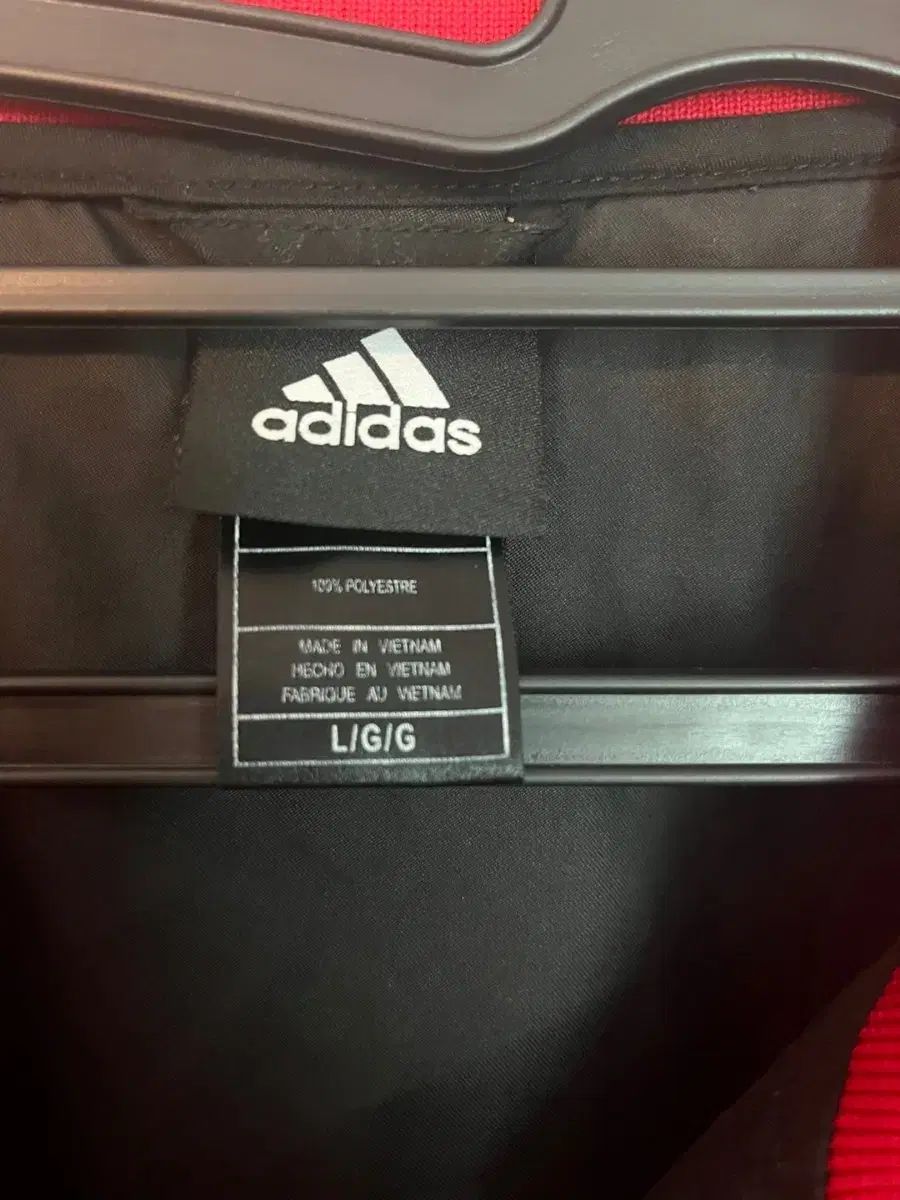 adidas
100% POLYESTRE
MADE IN VIETNAM
HECHO EN VIETNAM
FABRIQUE AU VIETNAM
L/G/G